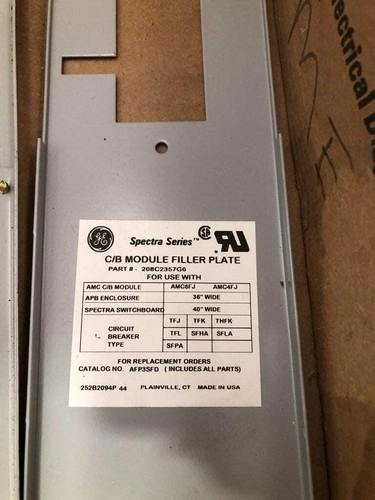 GE Spectra Series™ SA
C/B MODULE FILLER PLATE
PART # - 208C2357G6
FOR USE WITH
AMC C/B MODULE AMC6FJ AMC4FJ
APB ENCLOSURE 36" WIDE
SPECTRA SWITCHBOARD 40" WIDE
CIRCUIT BREAKER TYPE
TFJ TFK THFK
TFL SFHA SFLA
SFPA
FOR REPLACEMENT ORDERS
CATALOG NO. AFP3SFD ( INCLUDES ALL PARTS)
252B2094P 44 PLAINVILLE, CT MADE IN USA